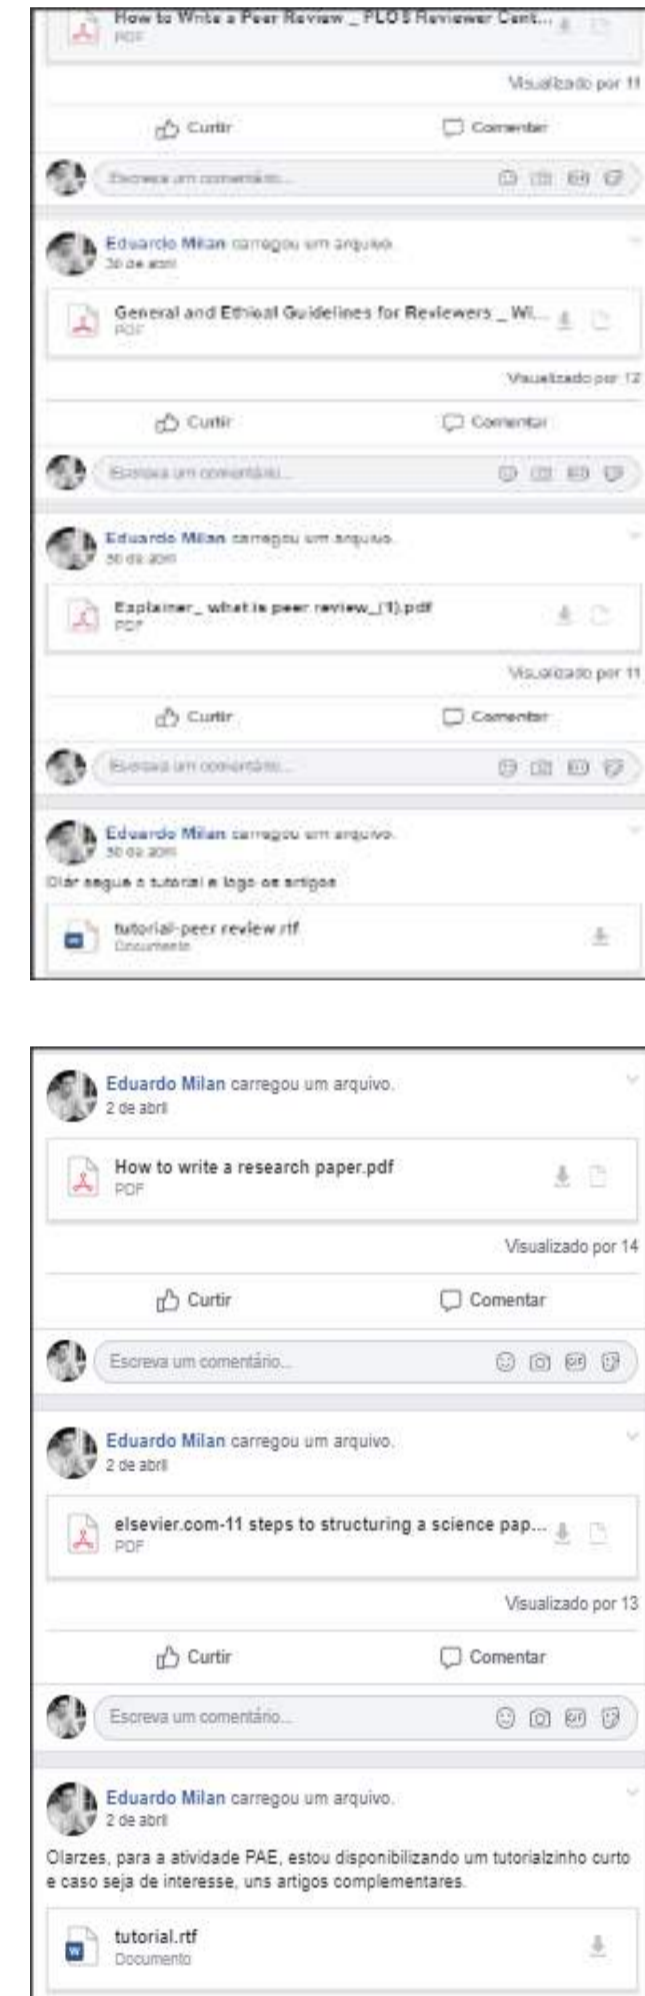 How to Write a Peer Review _ PLOS Reviewer Cent...
PDF
Visualizado por 11
Curtir
Comentar
Escreva um comentário...
Eduardo Milan carregou um arquivo.
30 de abril
General and Ethical Guidelines for Reviewers _ Wi...
PDF
Visualizado por 12
Curtir
Comentar
Escreva um comentário...
Eduardo Milan carregou um arquivo.
30 de abril
Explainer_ what is peer review_(1).pdf
PDF
Visualizado por 11
Curtir
Comentar
Escreva um comentário...
Eduardo Milan carregou um arquivo.
30 de abril
Olár segue o tutorial e logo os artigos
tutorial-peer review.rtf
Documento
Eduardo Milan carregou um arquivo.
2 de abril
How to write a research paper.pdf
PDF
Visualizado por 14
Curtir
Comentar
Escreva um comentário...
GIF
Eduardo Milan carregou um arquivo.
2 de abril
elsevier.com-11 steps to structuring a science pap...
PDF
Visualizado por 13
Curtir
Comentar
Escreva um comentário...
GIF
Eduardo Milan carregou um arquivo.
2 de abril
Olarzes, para a atividade PAE, estou disponibilizando um tutorialzinho curto
e caso seja de interesse, uns artigos complementares.
tutorial.rtf
W
Documento